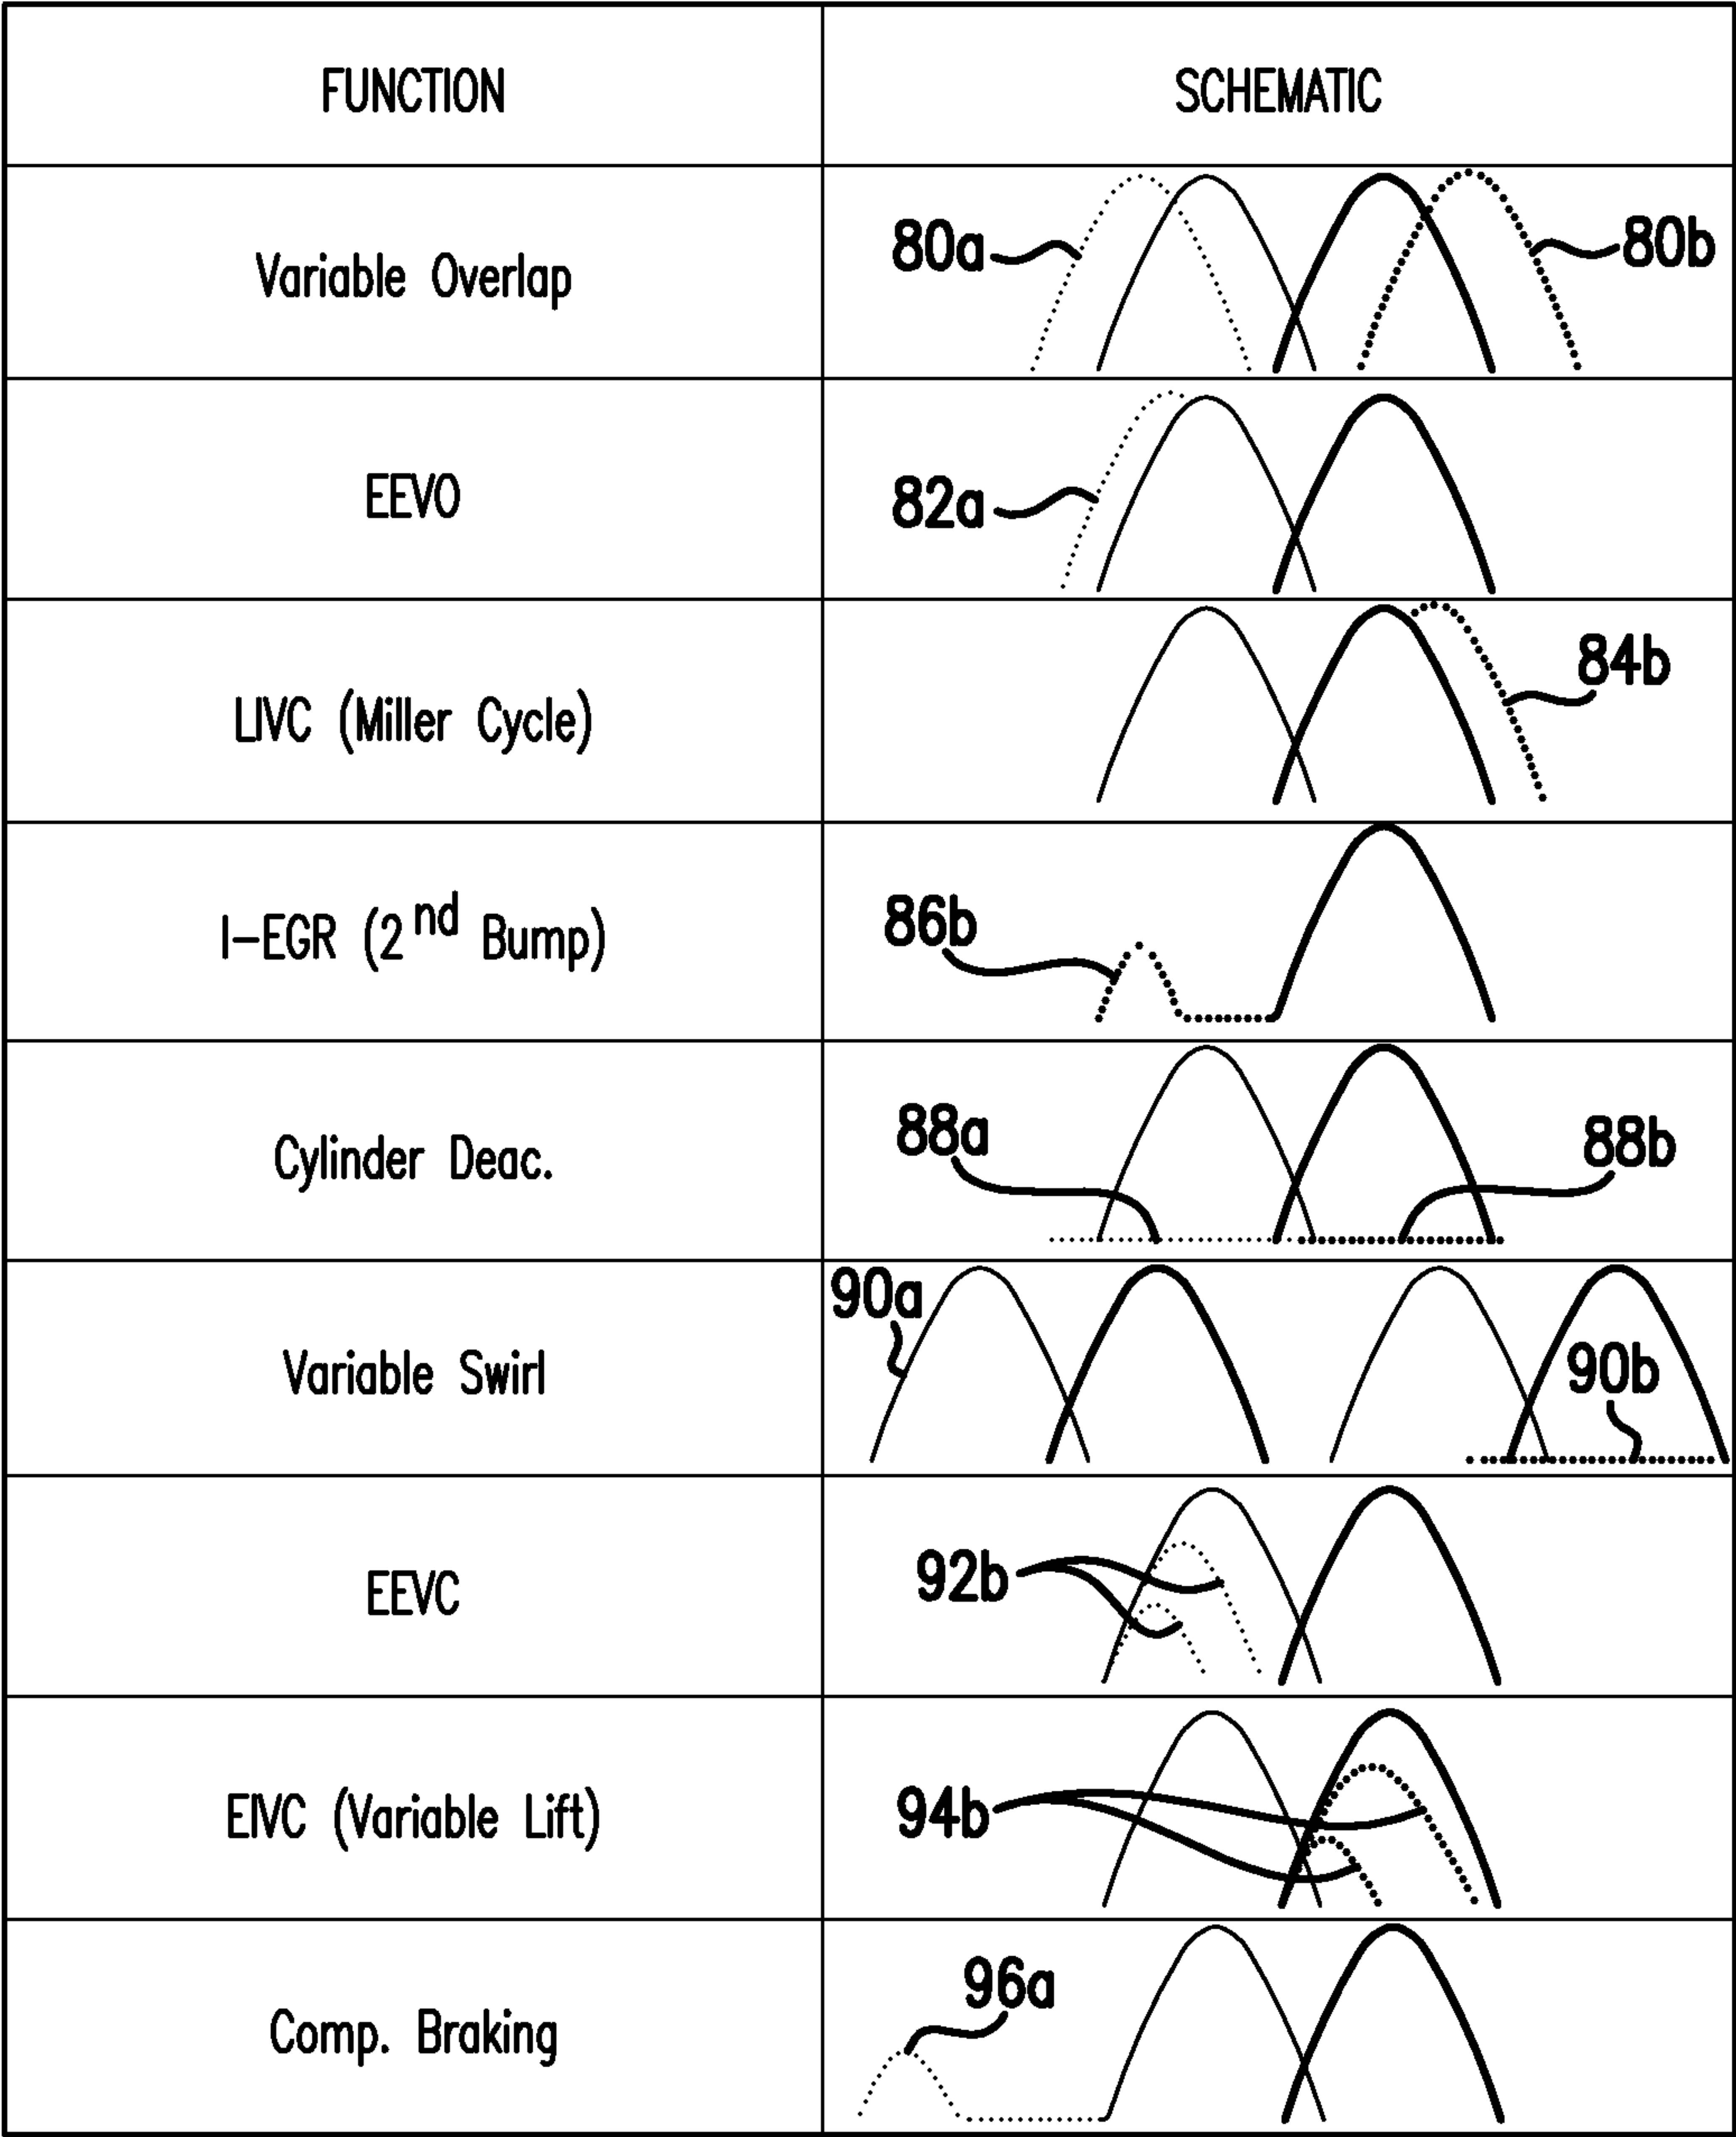 FUNCTION
SCHEMATIC
Variable Overlap
80a
80b
EEVO
82a
LIVC (Miller Cycle)
84b
I-EGR (2nd Bump)
86b
Cylinder Deac.
88a
88b
Variable Swirl
90a
90b
EEVC
92b
EIVC (Variable Lift)
94b
Comp. Braking
96a